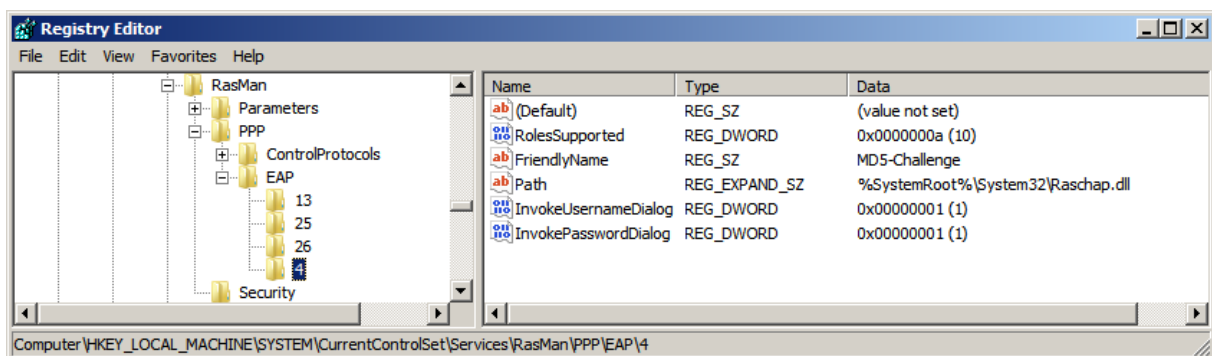 Registry Editor
File Edit View Favorites Help
RasMan
Parameters
PPP
ControlProtocols
EAP
13
25
26
4
Security
Name Type Data
(Default) REG_SZ (value not set)
RolesSupported REG_DWORD 0x0000000a (10)
FriendlyName REG_SZ MD5-Challenge
Path REG_EXPAND_SZ %SystemRoot%\System32\Raschap.dll
InvokeUsernameDialog REG_DWORD 0x00000001 (1)
InvokePasswordDialog REG_DWORD 0x00000001 (1)
Computer\HKEY_LOCAL_MACHINE\SYSTEM\CurrentControlSet\Services\RasMan\PPP\EAP\4